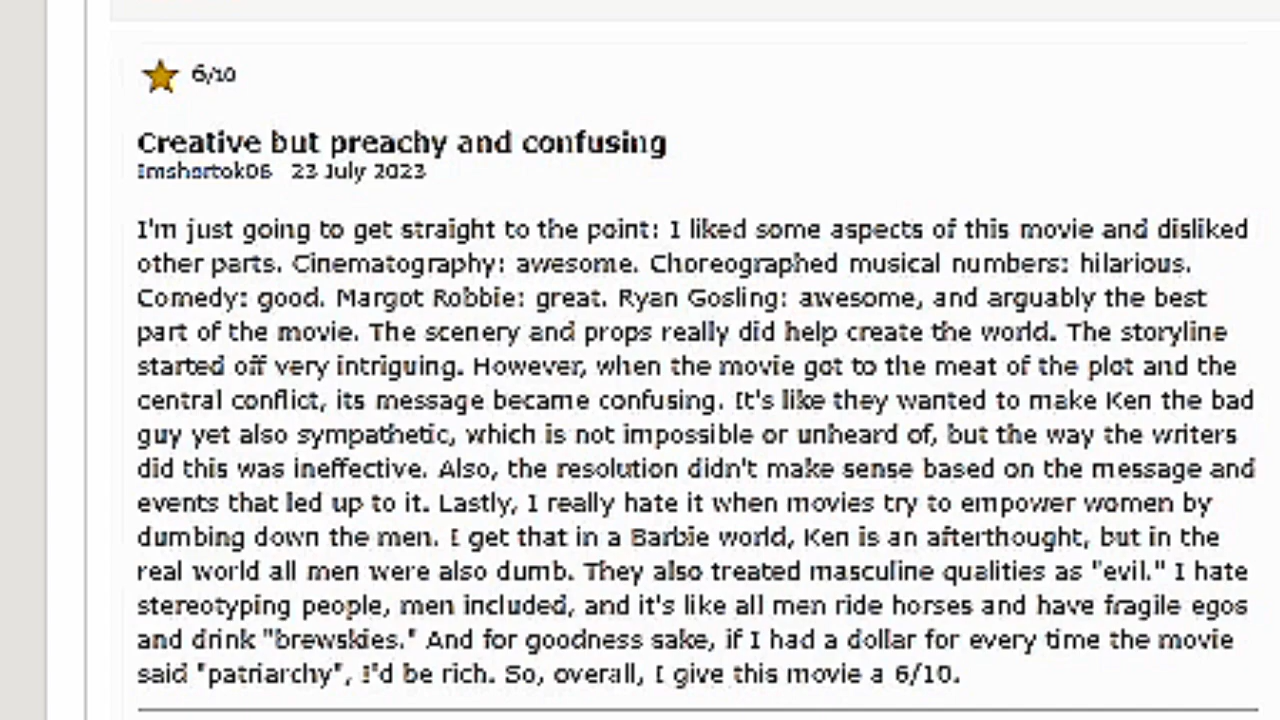 6/10
Creative but preachy and confusing
Imshortok06 23 July 2023
I'm just going to get straight to the point: I liked some aspects of this movie and disliked
other parts. Cinematography: awesome. Choreographed musical numbers: hilarious.
Comedy: good. Margot Robbie: great. Ryan Gosling: awesome, and arguably the best
part of the movie. The scenery and props really did help create the world. The storyline
started off very intriguing. However, when the movie got to the meat of the plot and the
central conflict, its message became confusing. It's like they wanted to make Ken the bad
guy yet also sympathetic, which is not impossible or unheard of, but the way the writers
did this was ineffective. Also, the resolution didn't make sense based on the message and
events that led up to it. Lastly, I really hate it when movies try to empower women by
dumbing down the men. I get that in a Barbie world, Ken is an afterthought, but in the
real world all men were also dumb. They also treated masculine qualities as "evil." I hate
stereotyping people, men included, and it's like all men ride horses and have fragile egos
and drink "brewskies." And for goodness sake, if I had a dollar for every time the movie
said "patriarchy", I'd be rich. So, overall, I give this movie a 6/10.